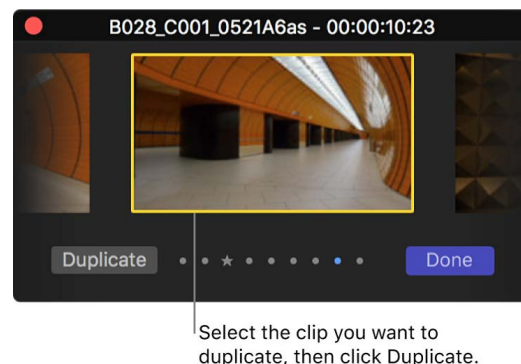 B028_C001_0521A6as - 00:00:10:23
Duplicate
Done
Select the clip you want to
duplicate, then click Duplicate.